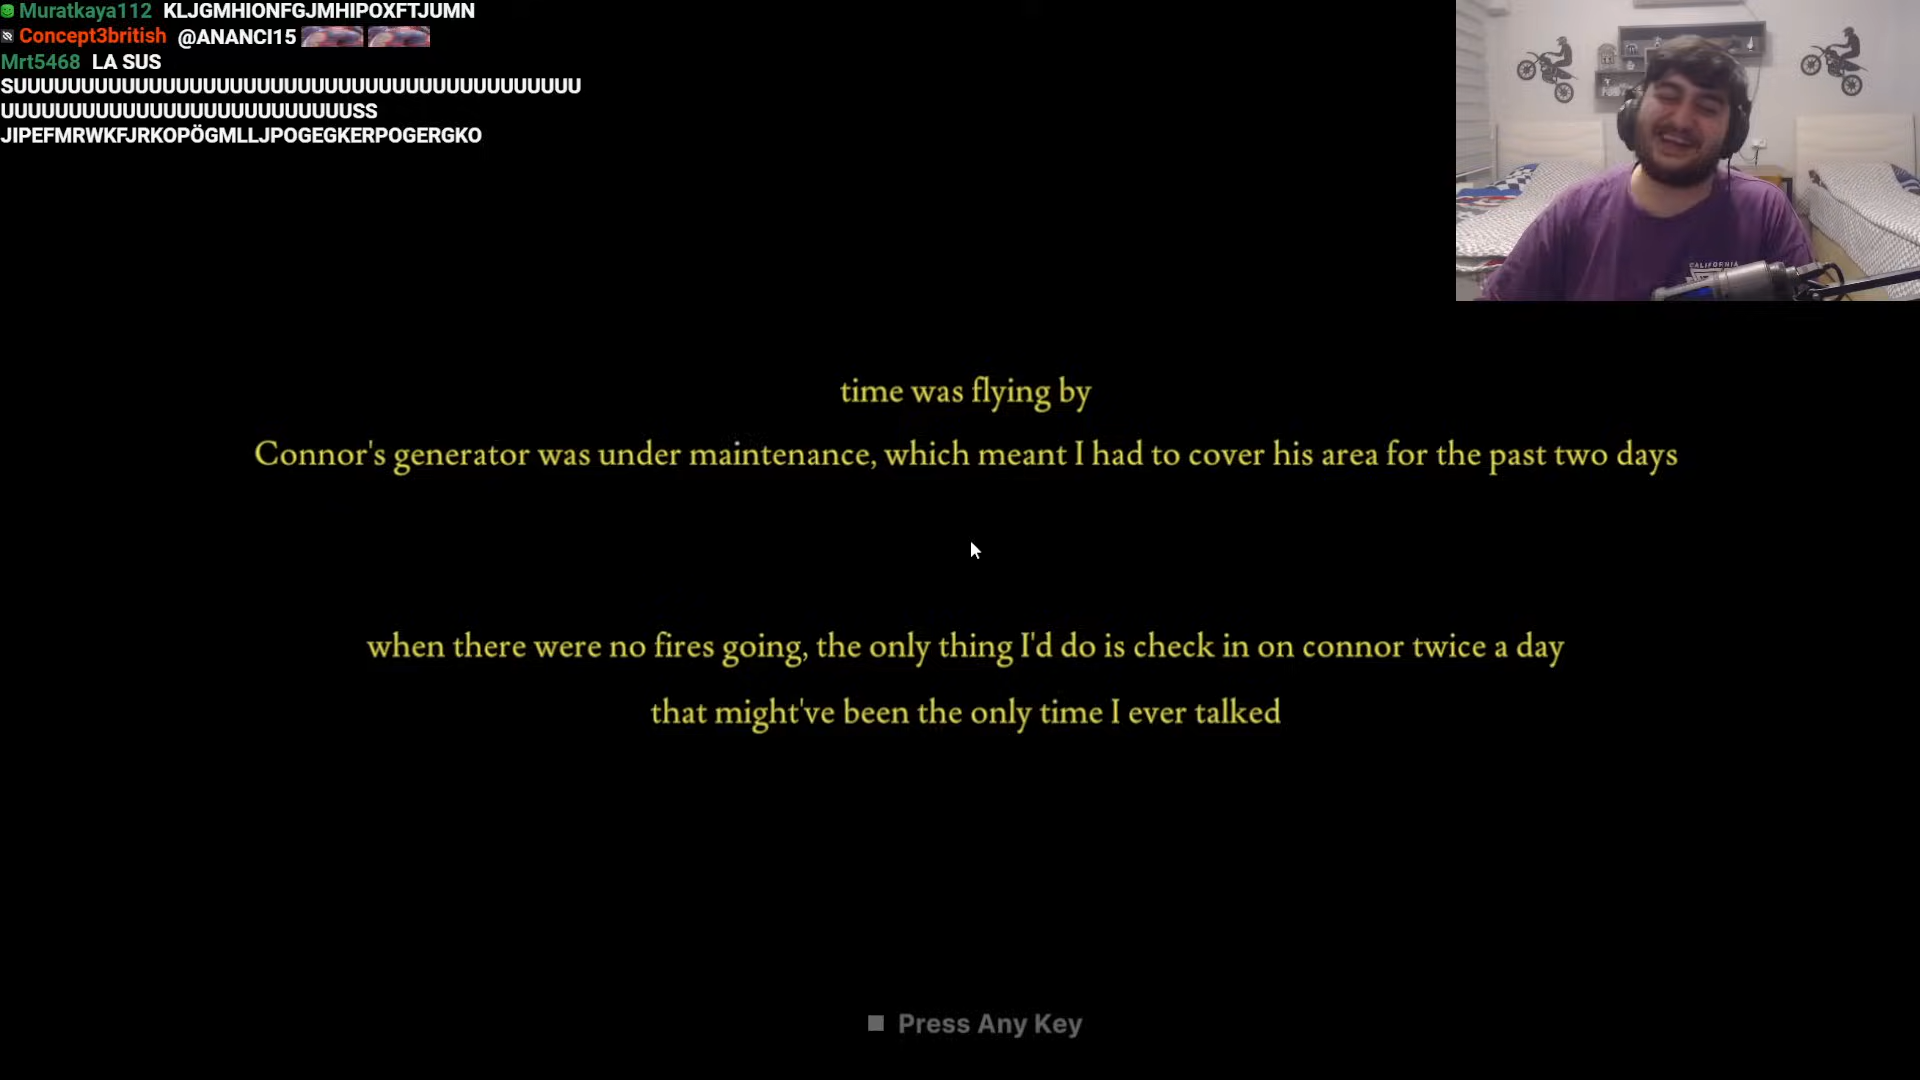 Muratkaya112 KLJGMHIONFGJMHIPOXFTJUMN
Concept3british @ANANCI15
Mrt5468 LA SUS
SUUUUUUUUUUUUUUUUUUUUUUUUUUUUUUUUUUUUUUUUU
UUUUUUUUUUUUUUUUUUUUUUUUUUSS
JIPEFMRWKFJRKOPÖGMLLJPOGEGKERPOGERGKO
CALIFORNIA
time was flying by
Connor's generator was under maintenance, which meant I had to cover his area for the past two days
when there were no fires going, the only thing I'd do is check in on connor twice a day
that might've been the only time I ever talked
Press Any Key